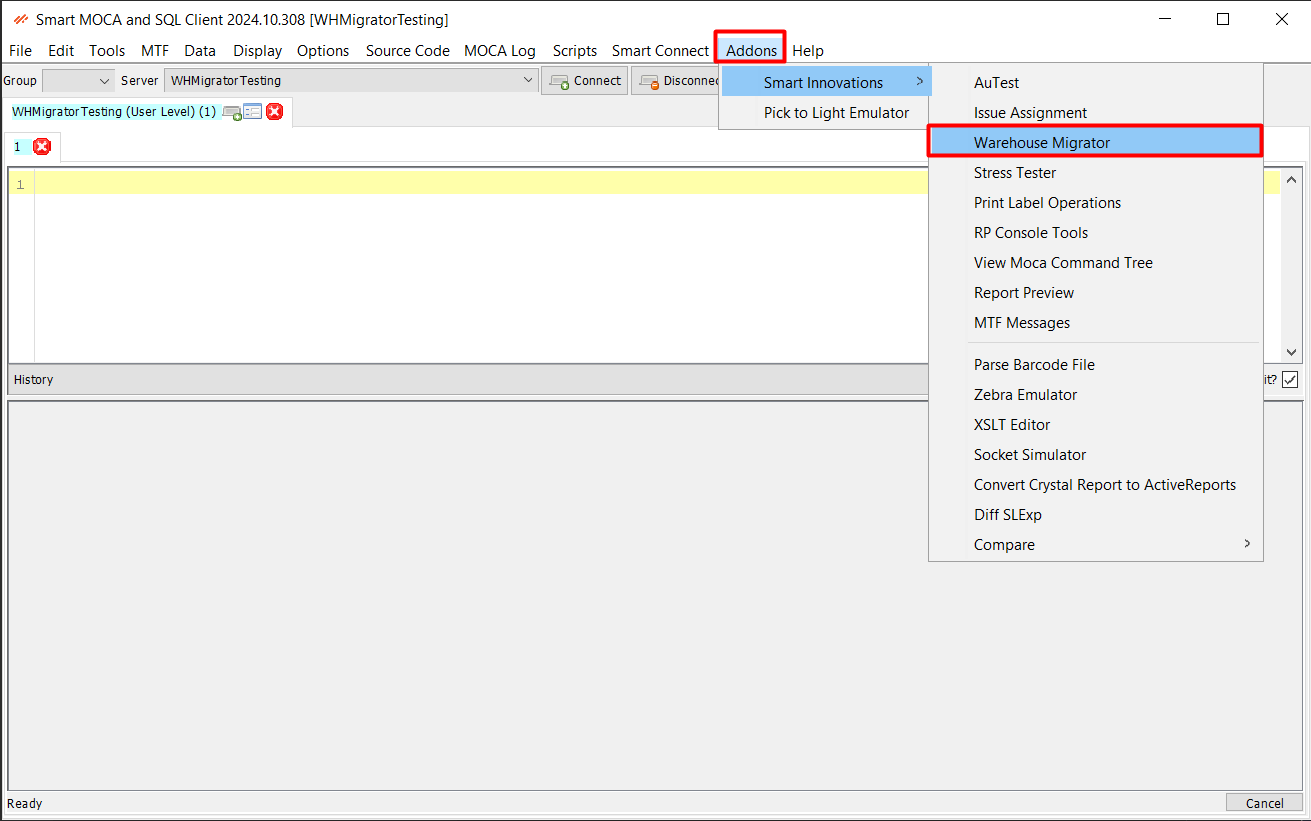 Smart MOCA and SQL Client 2024.10.308 [WHMigratorTesting]
File Edit Tools MTF Data Display Options Source Code MOCA Log Scripts Smart Connect Addons Help
Group Server WHMigratorTesting Connect Disconnec
WHMigratorTesting (User Level) (1)
1
1
History
it?
Smart Innovations
Pick to Light Emulator
AuTest
Issue Assignment
Warehouse Migrator
Stress Tester
Print Label Operations
RP Console Tools
View Moca Command Tree
Report Preview
MTF Messages
Parse Barcode File
Zebra Emulator
XSLT Editor
Socket Simulator
Convert Crystal Report to ActiveReports
Diff SLExp
Compare
Ready Cancel